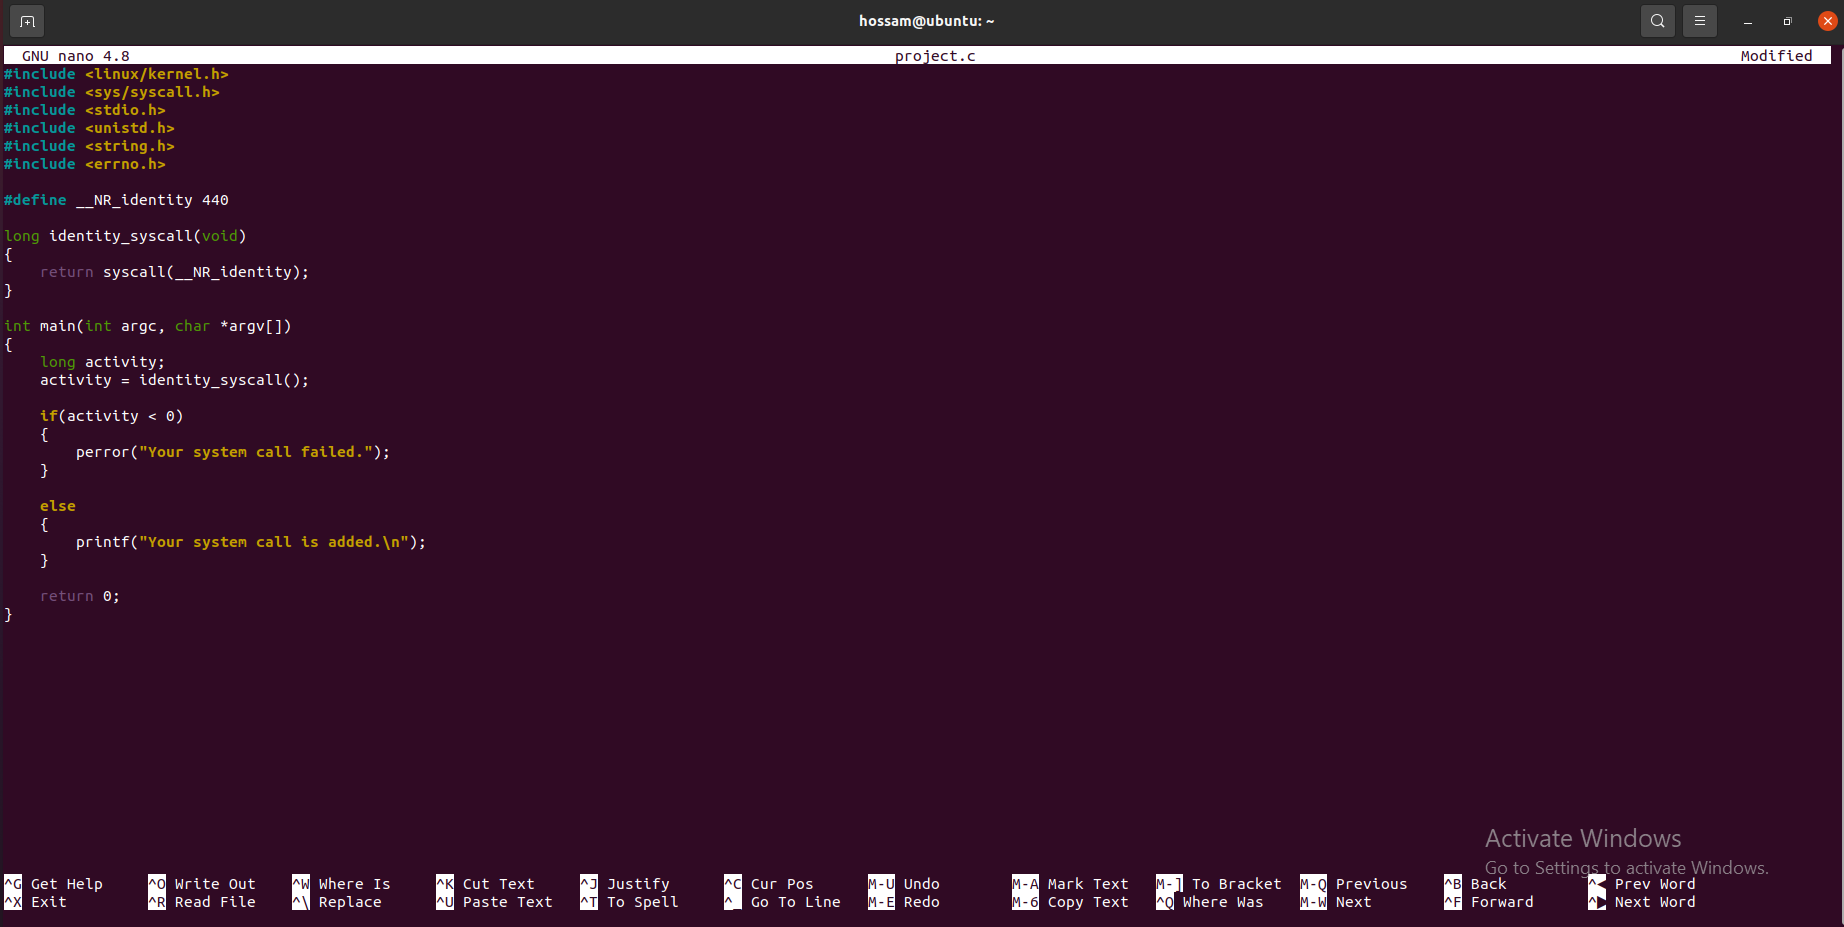 hossam@ubuntu: ~
GNU nano 4.8 project.c Modified
#include <linux/kernel.h>
#include <sys/syscall.h>
#include <stdio.h>
#include <unistd.h>
#include <string.h>
#include <errno.h>
#define __NR_identity 440
long identity_syscall(void)
{
    return syscall(__NR_identity);
}
int main(int argc, char *argv[])
{
    long activity;
    activity = identity_syscall();
    if(activity < 0)
    {
        perror("Your system call failed.");
    }
    else
    {
        printf("Your system call is added.\n");
    }
    return 0;
}
Activate Windows
Go to Settings to activate Windows.
^G Get Help ^O Write Out ^W Where Is ^K Cut Text ^J Justify ^C Cur Pos M-U Undo M-A Mark Text M-] To Bracket M-Q Previous ^B Back ^◀ Prev Word
^X Exit ^R Read File ^\ Replace ^U Paste Text ^T To Spell ^_ Go To Line M-E Redo M-6 Copy Text ^Q Where Was M-W Next ^F Forward ^▶ Next Word